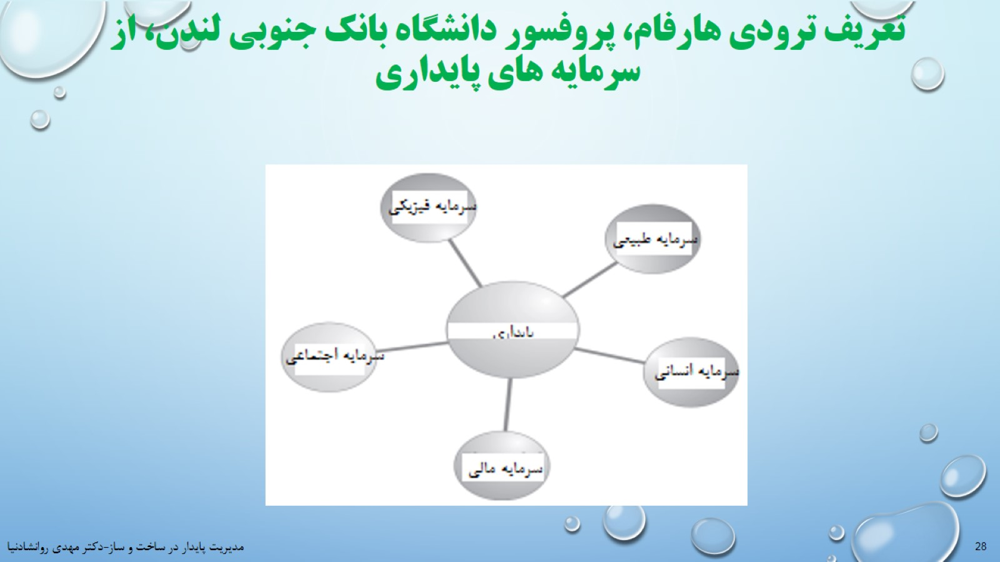 تعریف ترودی هارفام، پروفسور دانشگاه بانک جنوبی لندن، از
سرمایه های پایداری
سرمایه فیزیکی
سرمایه طبیعی
پایداری
سرمایه اجتماعی
سرمایه انسانی
سرمایه مالی
مدیریت پایدار در ساخت و ساز-دکتر مهدی روانشادنیا
28